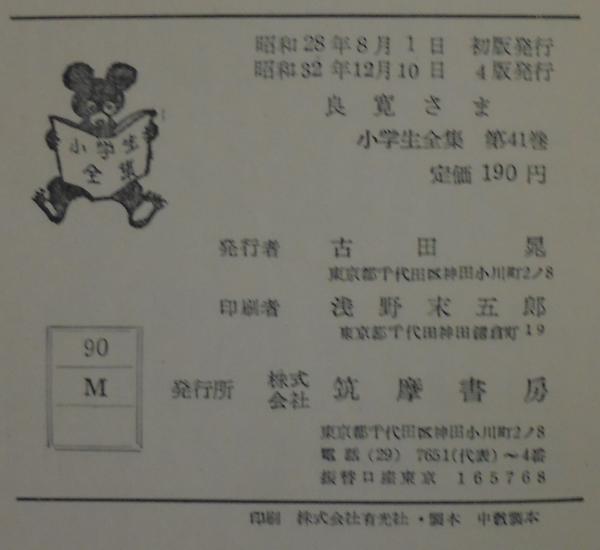 昭和28年8月1日 初版発行
昭和32年12月10日 4版発行
良寛さま
小学生全集 第41巻
定価 190 円
小学生
全集
発行者 古田 晁
東京都千代田区神田小川町2ノ8
印刷者 浅野末五郎
東京都千代田神田鎌倉町19
90
M
発行所 株式会社 筑摩書房
東京都千代田区神田小川町2ノ8
電話 (29) 7651(代表)〜4番
振替口座東京 165768
印刷 株式会社有光社・製本 中数製本